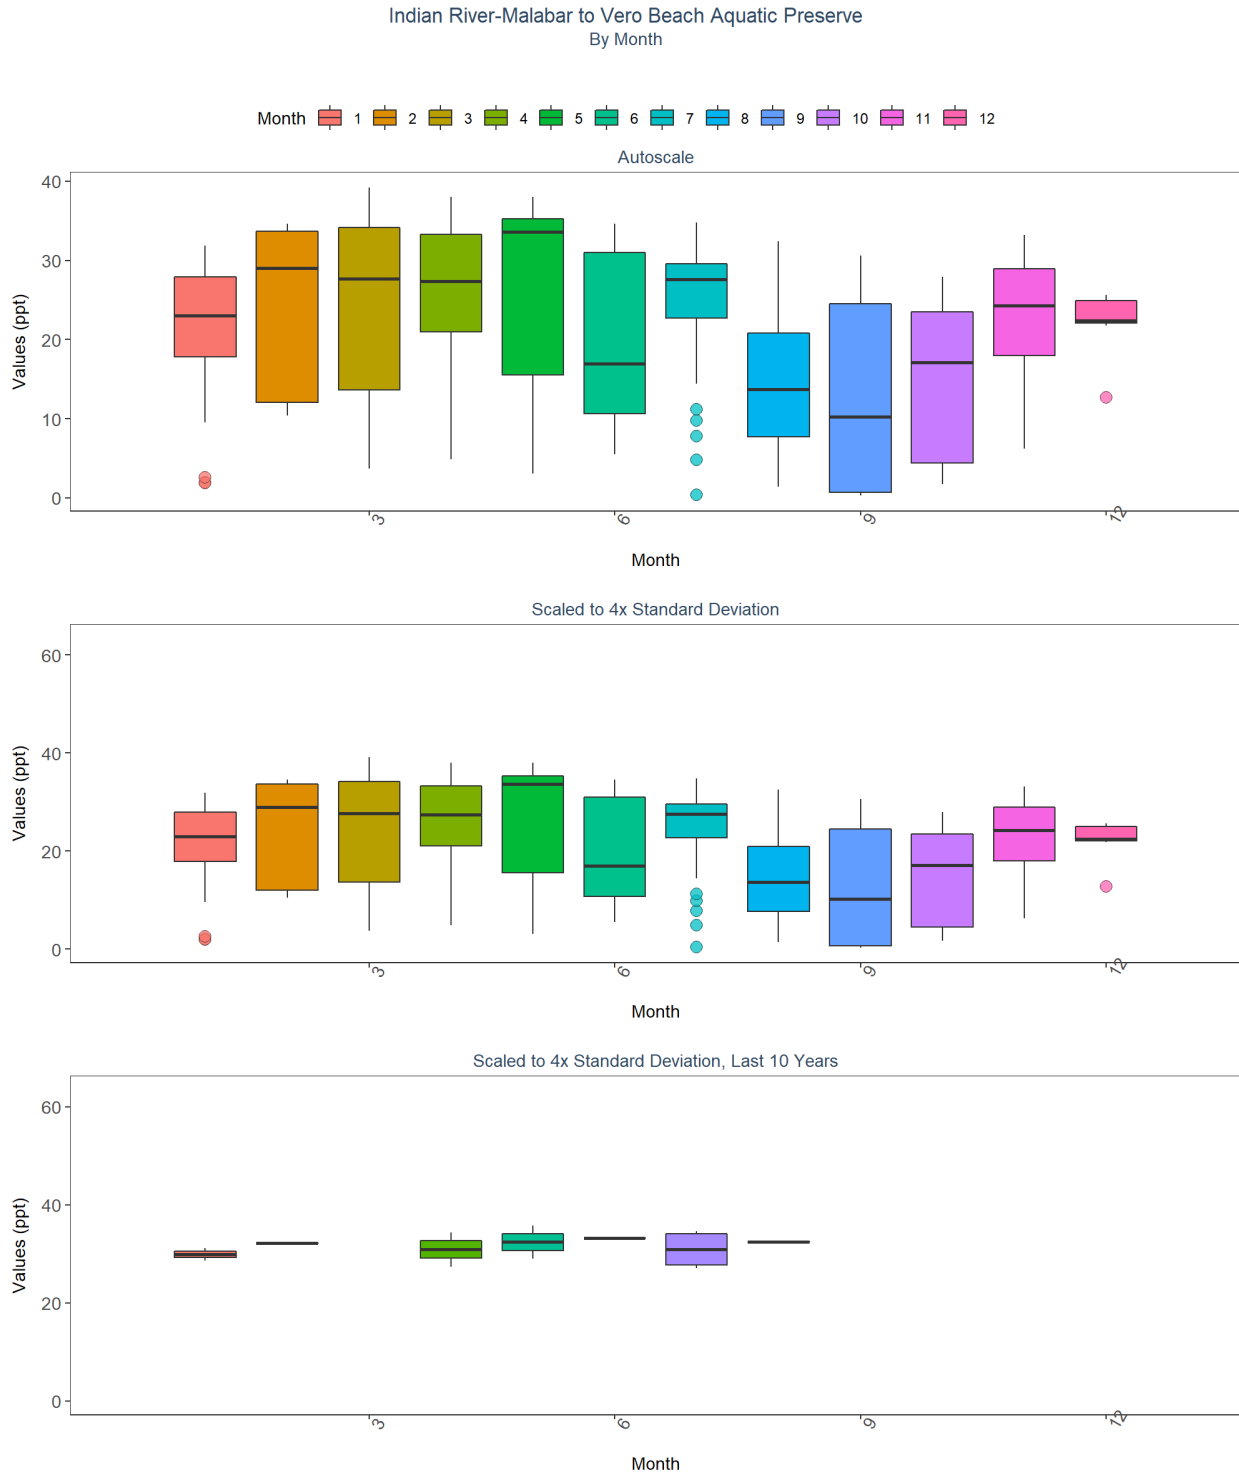 Indian River-Malabar to Vero Beach Aquatic Preserve
By Month
Month 1 2 3 4 5 6 7 8 9 10 11 12
Autoscale
Values (ppt)
40
30
20
10
0
3 6 9 12
Month
Scaled to 4x Standard Deviation
Values (ppt)
60
40
20
0
3 6 9 12
Month
Scaled to 4x Standard Deviation, Last 10 Years
Values (ppt)
60
40
20
0
3 6 9 12
Month